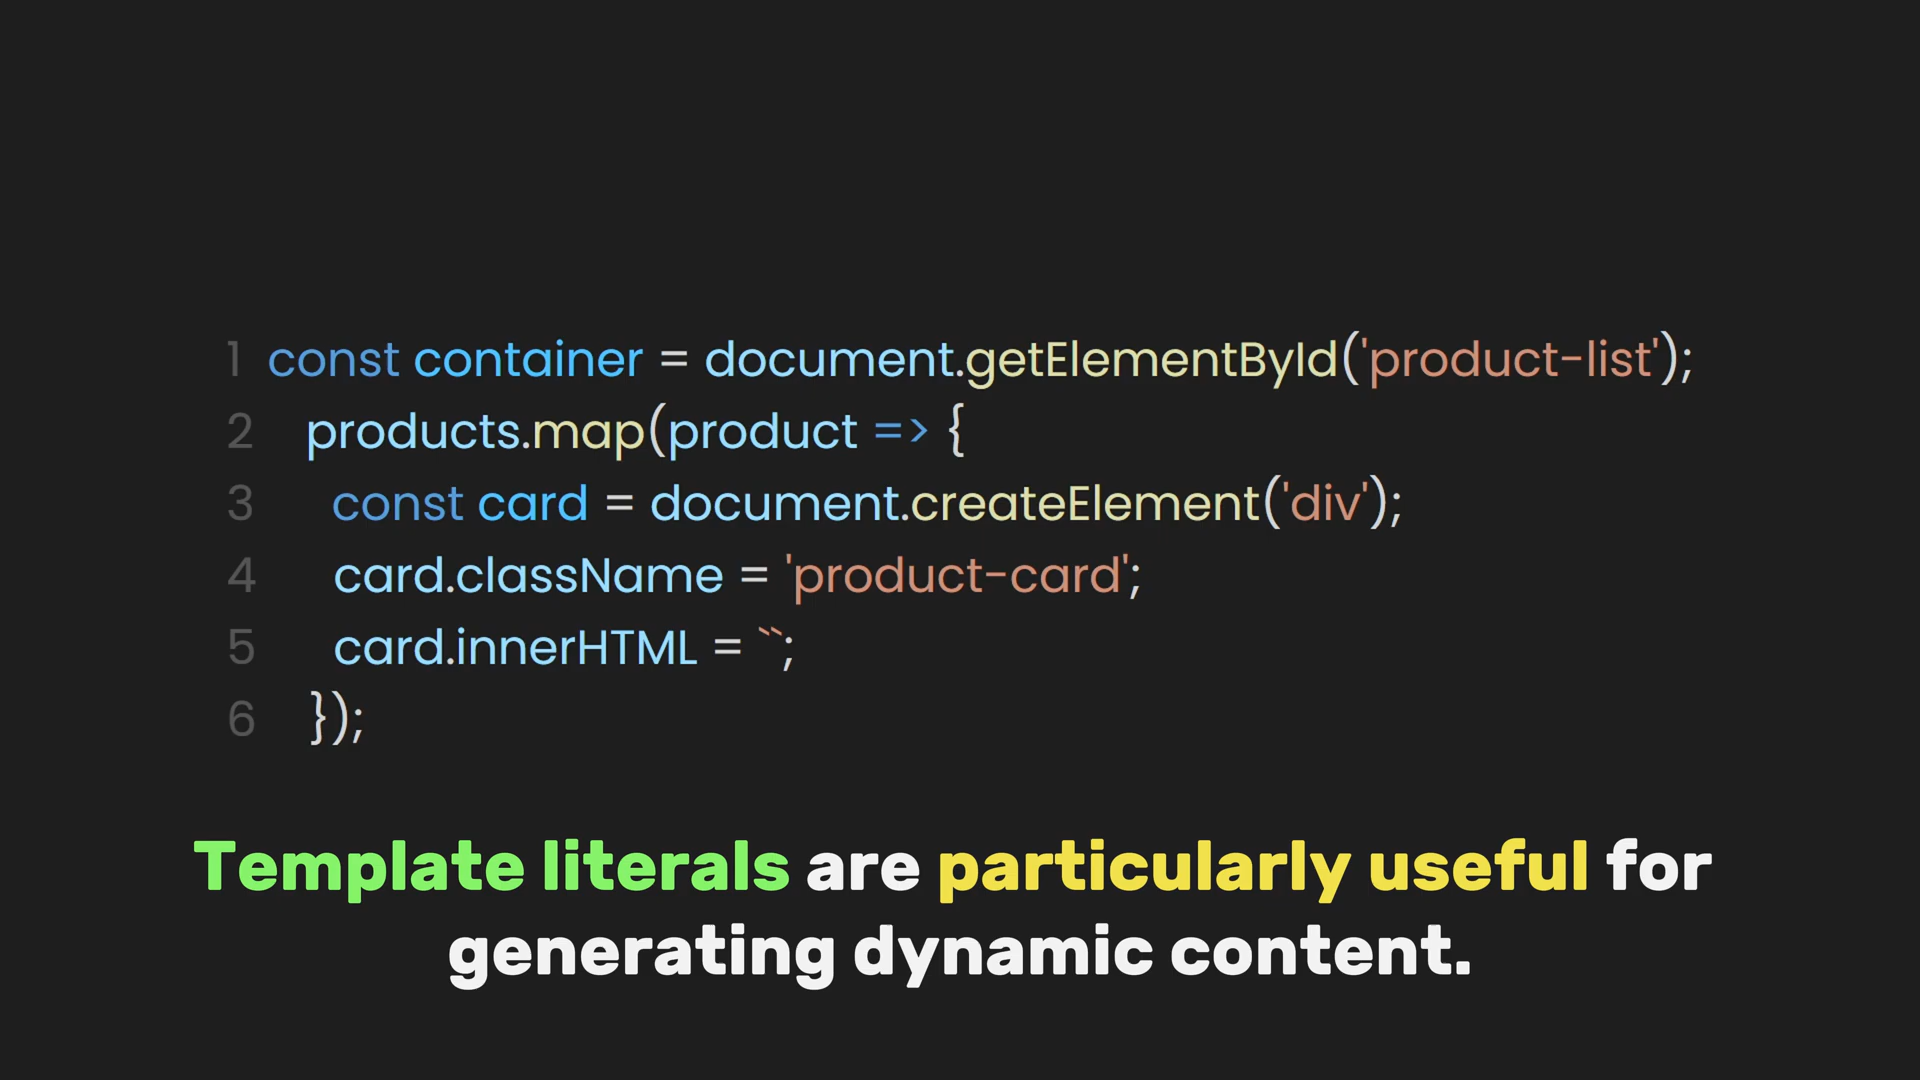 1 const container = document.getElementById('product-list');
2 products.map(product => {
3 const card = document.createElement('div');
4 card.className = 'product-card';
5 card.innerHTML = ``;
6 });
Template literals are particularly useful for
generating dynamic content.